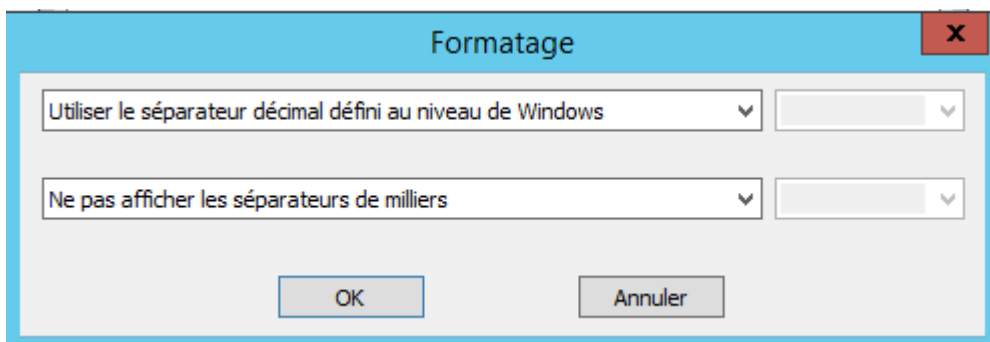 Formatage
x
Utiliser le séparateur décimal défini au niveau de Windows
Ne pas afficher les séparateurs de milliers
OK
Annuler